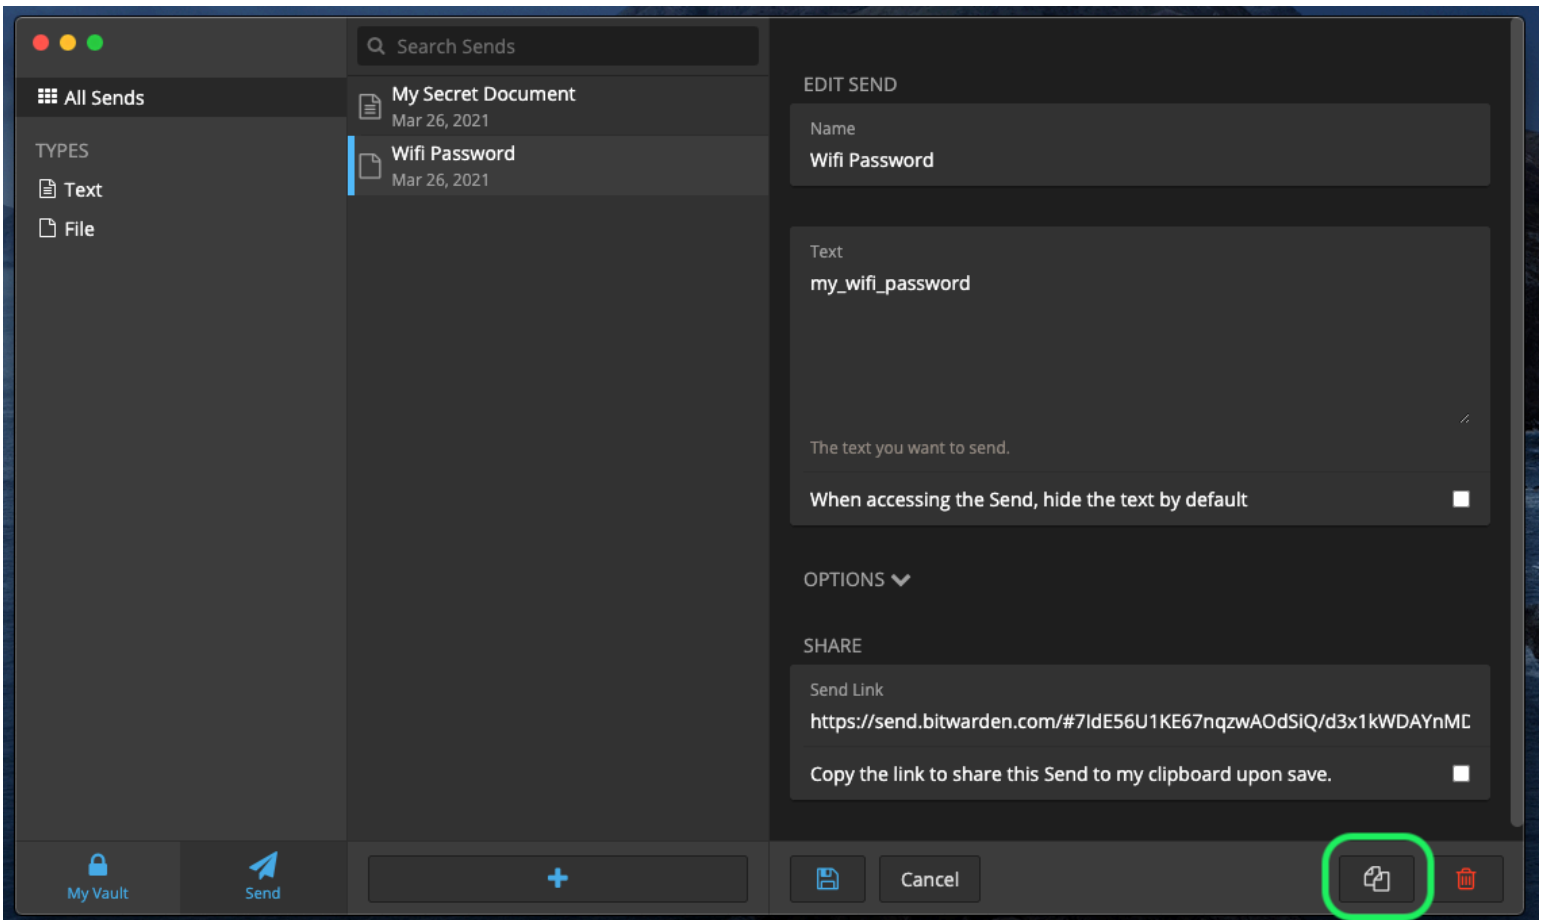 All Sends
TYPES
Text
File
My Vault
Send
Search Sends
My Secret Document
Mar 26, 2021
Wifi Password
Mar 26, 2021
EDIT SEND
Name
Wifi Password
Text
my_wifi_password
The text you want to send.
When accessing the Send, hide the text by default
OPTIONS
SHARE
Send Link
https://send.bitwarden.com/#7IdE56U1KE67nqzwAOdSiQ/d3x1kWDAYnMD
Copy the link to share this Send to my clipboard upon save.
Cancel